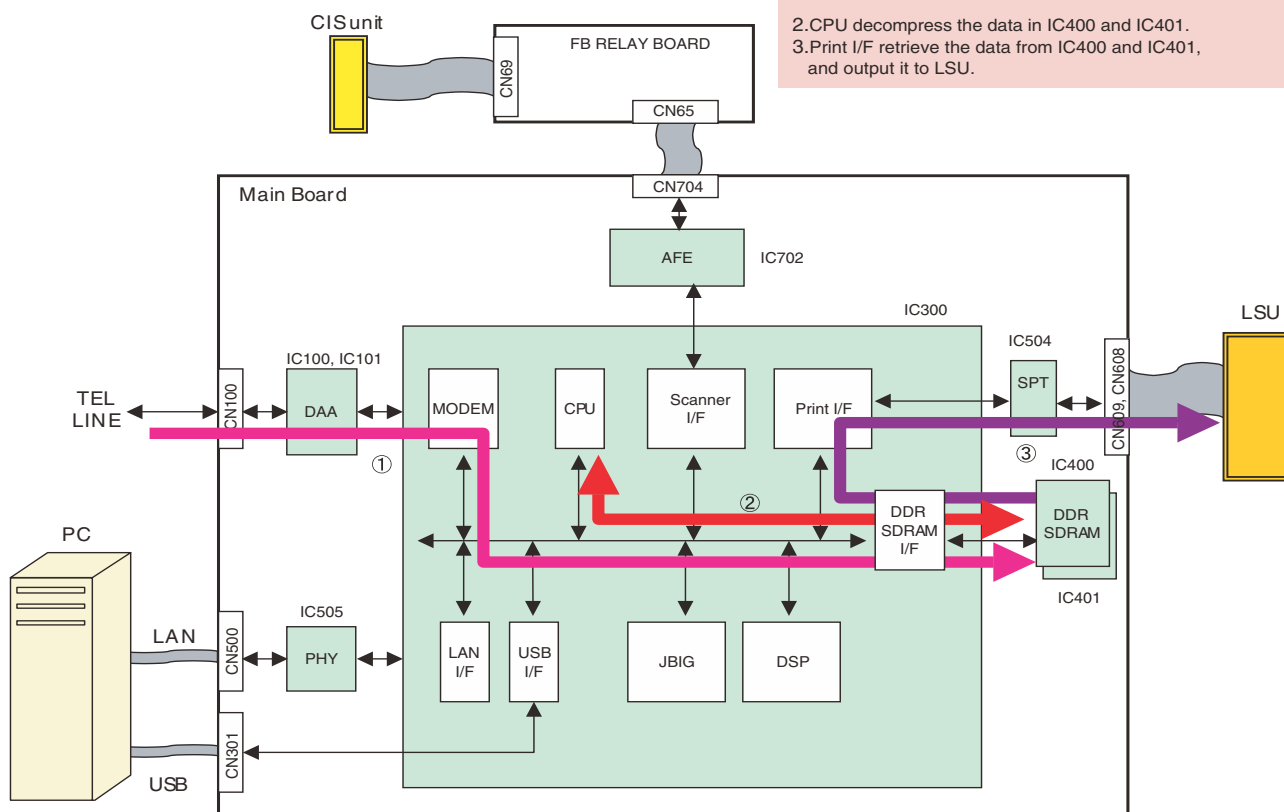 2.CPU decompress the data in IC400 and IC401.
3.Print I/F retrieve the data from IC400 and IC401,
and output it to LSU.
CIS unit
FB RELAY BOARD
CN69
CN65
CN704
Main Board
AFE
IC702
IC300
LSU
IC100, IC101
IC504
TEL
LINE
CN100
DAA
MODEM
CPU
Scanner
I/F
Print I/F
SPT
CN609, CN608
①
②
③
IC400
DDR
SDRAM
I/F
DDR
SDRAM
IC401
PC
LAN
CN500
IC505
PHY
LAN
I/F
USB
I/F
JBIG
DSP
CN301
USB